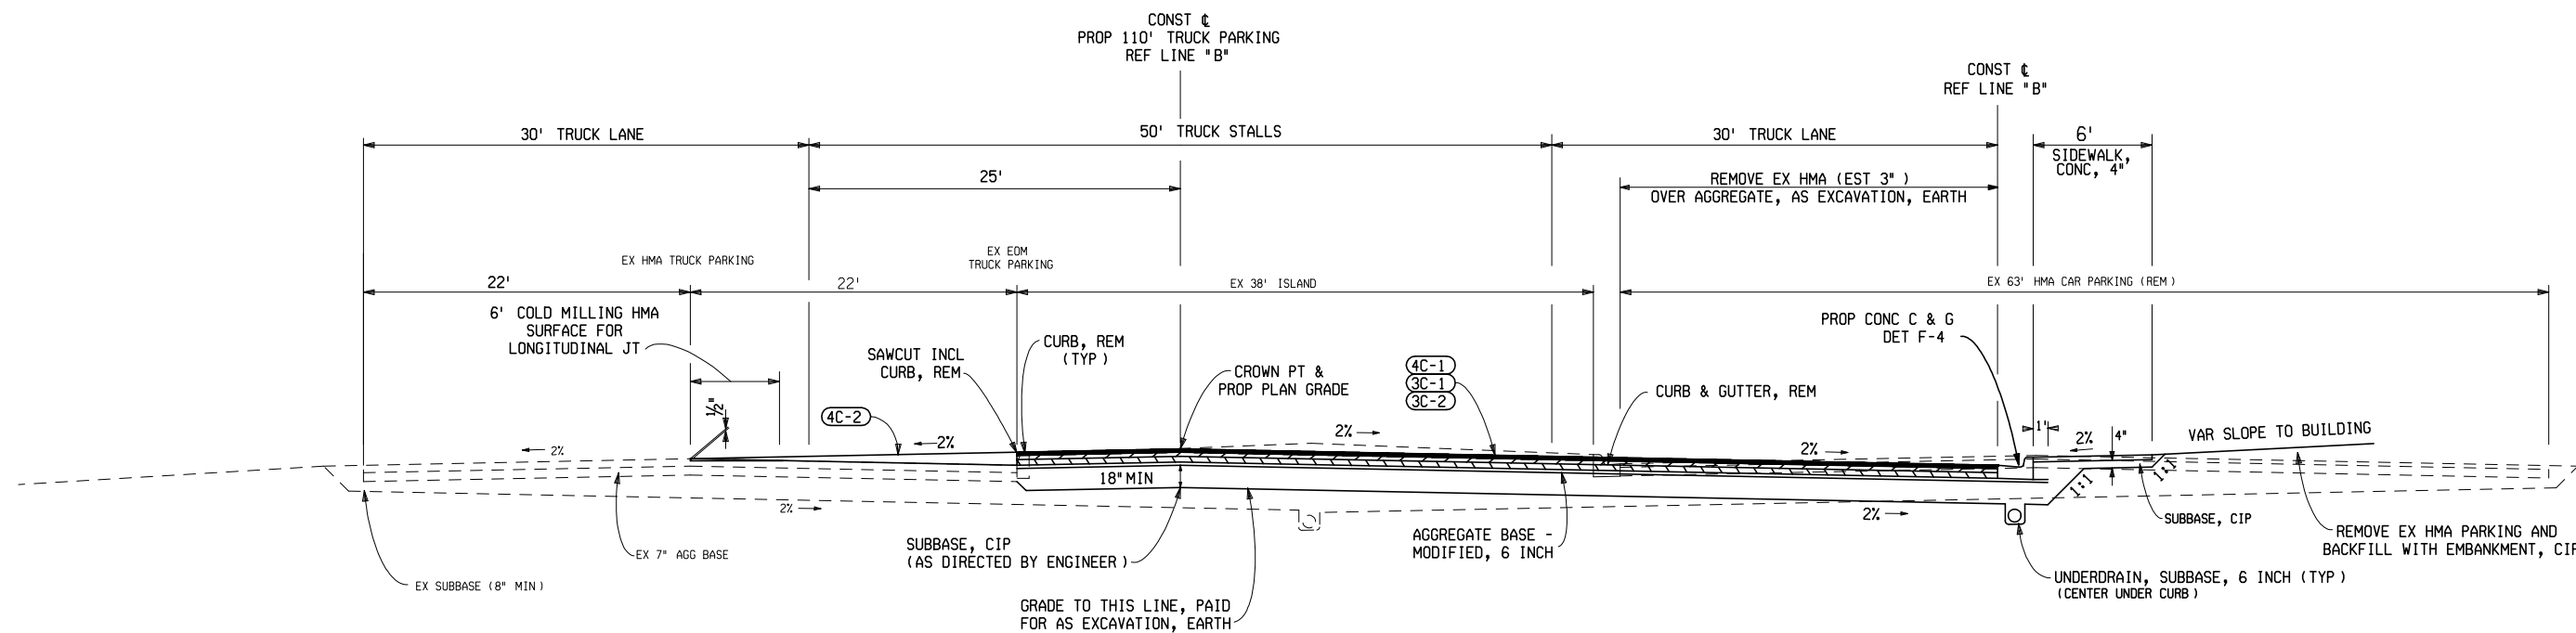 CONST ℄
PROP 110' TRUCK PARKING
REF LINE "B"
CONST ℄
REF LINE "B"
30' TRUCK LANE
50' TRUCK STALLS
30' TRUCK LANE
6'
SIDEWALK,
CONC, 4"
25'
REMOVE EX HMA (EST 3")
OVER AGGREGATE, AS EXCAVATION, EARTH
EX HMA TRUCK PARKING
EX EOM
TRUCK PARKING
22'
22'
EX 38' ISLAND
EX 63' HMA CAR PARKING (REM)
6' COLD MILLING HMA
SURFACE FOR
LONGITUDINAL JT
SAWCUT INCL
CURB, REM
CURB, REM
(TYP)
CROWN PT &
PROP PLAN GRADE
4C-1
3C-1
3C-2
CURB & GUTTER, REM
PROP CONC C & G
DET F-4
1/2"
4C-2
2%
2%
2%
2%
1'
2%
4"
VAR SLOPE TO BUILDING
18" MIN
1:1
1:1
2%
2%
SUBBASE, CIP
(AS DIRECTED BY ENGINEER)
AGGREGATE BASE -
MODIFIED, 6 INCH
SUBBASE, CIP
REMOVE EX HMA PARKING AND
BACKFILL WITH EMBANKMENT,
EX 7" AGG BASE
EX SUBBASE (8" MIN)
UNDERDRAIN, SUBBASE, 6 INCH (TYP)
(CENTER UNDER CURB)
GRADE TO THIS LINE, PAID
FOR AS EXCAVATION, EARTH